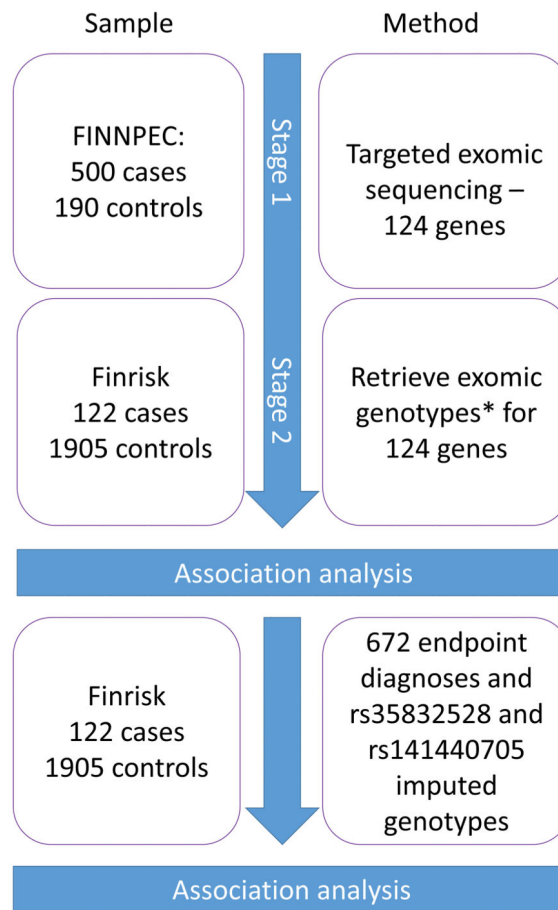 Sample
Method
FINNPEC:
500 cases
190 controls
Stage 1
Targeted exomic
sequencing –
124 genes
Finrisk
122 cases
1905 controls
Stage 2
Retrieve exomic
genotypes* for
124 genes
Association analysis
Finrisk
122 cases
1905 controls
672 endpoint
diagnoses and
rs35832528 and
rs141440705
imputed
genotypes
Association analysis